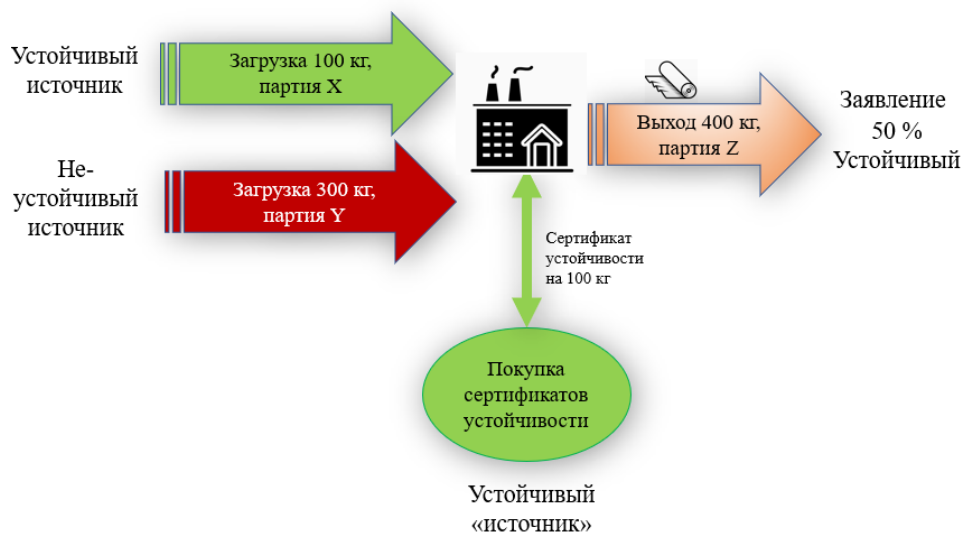 Устойчивый
источник
Загрузка 100 кг,
партия X
Не-
устойчивый
источник
Загрузка 300 кг,
партия Y
Выход 400 кг,
партия Z
Заявление
50 %
Устойчивый
Сертификат
устойчивости
на 100 кг
Покупка
сертификатов
устойчивости
Устойчивый
«источник»